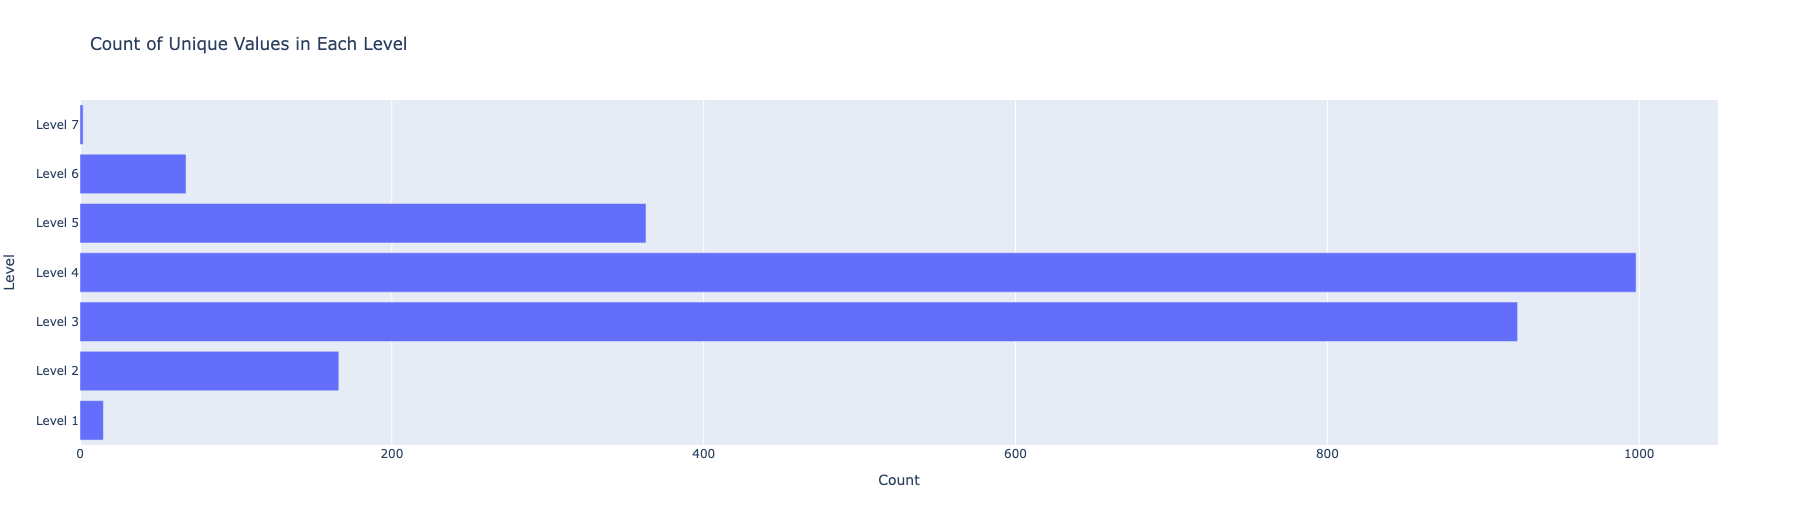 Count of Unique Values in Each Level
Level 7
Level 6
Level 5
Level 4
Level 3
Level 2
Level 1
Level
0 200 400 600 800 1000
Count